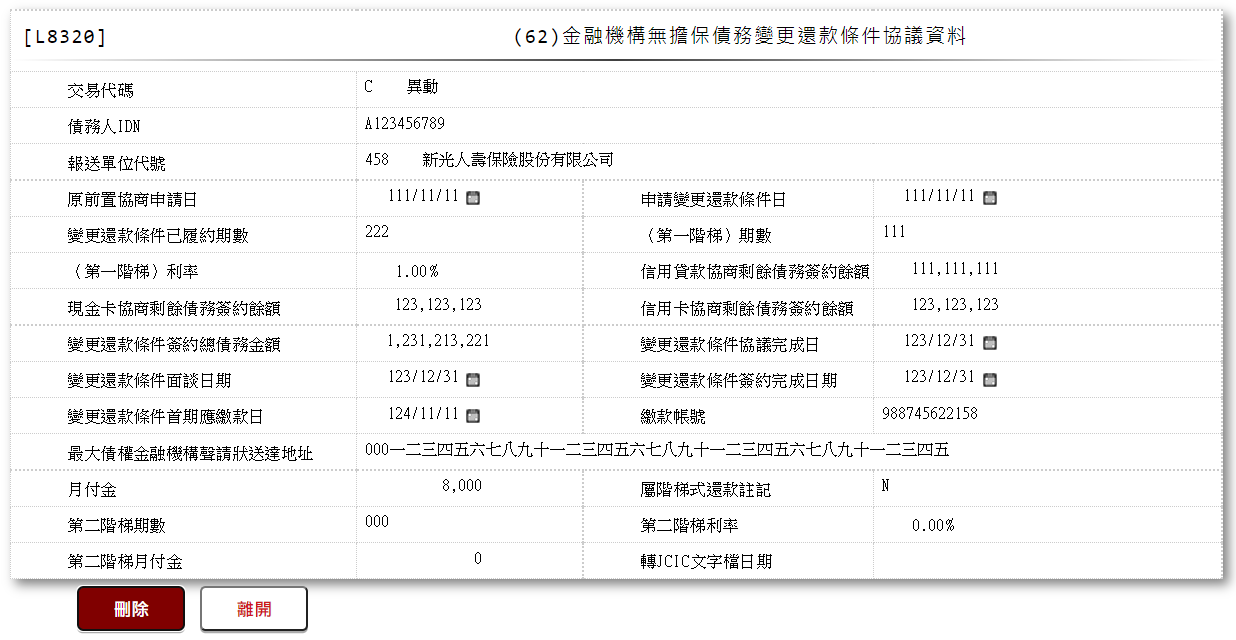 [L8320] (62)金融機構無擔保債務變更還款條件協議資料
交易代碼 C 異動
債務人IDN A123456789
報送單位代號 458 新光人壽保險股份有限公司
原前置協商申請日 111/11/11 申請變更還款條件日 111/11/11
變更還款條件已履約期數 222 （第一階梯）期數 111
（第一階梯）利率 1.00% 信用貸款協商剩餘債務簽約餘額 111,111,111
現金卡協商剩餘債務簽約餘額 123,123,123 信用卡協商剩餘債務簽約餘額 123,123,123
變更還款條件簽約總債務金額 1,231,213,221 變更還款條件協議完成日 123/12/31
變更還款條件面談日期 123/12/31 變更還款條件簽約完成日期 123/12/31
變更還款條件首期應繳款日 124/11/11 繳款帳號 988745622158
最大債權金融機構聲請狀送達地址 000一二三四五六七八九十一二三四五六七八九十一二三四五六七八九十一二三四五
月付金 8,000 屬階梯式還款註記 N
第二階梯期數 000 第二階梯利率 0.00%
第二階梯月付金 0 轉JCIC文字檔日期
刪除 離開